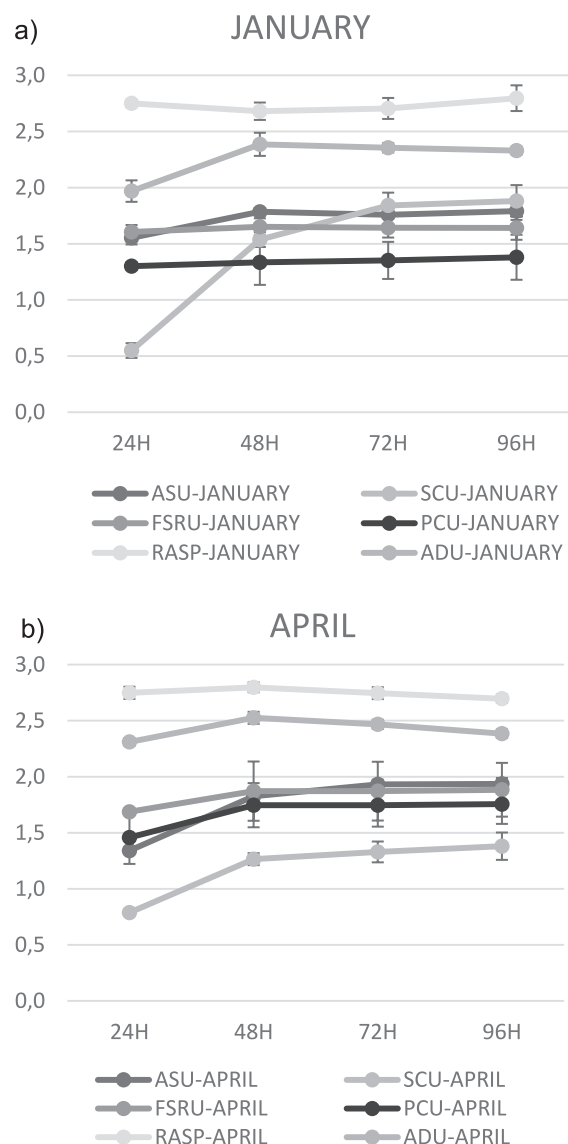 a)
JANUARY
3,0
2,5
2,0
1,5
1,0
0,5
0,0
24H 48H 72H 96H
ASU-JANUARY SCU-JANUARY
FSRU-JANUARY PCU-JANUARY
RASP-JANUARY ADU-JANUARY
b)
APRIL
3,0
2,5
2,0
1,5
1,0
0,5
0,0
24H 48H 72H 96H
ASU-APRIL SCU-APRIL
FSRU-APRIL PCU-APRIL
RASP-APRIL ADU-APRIL